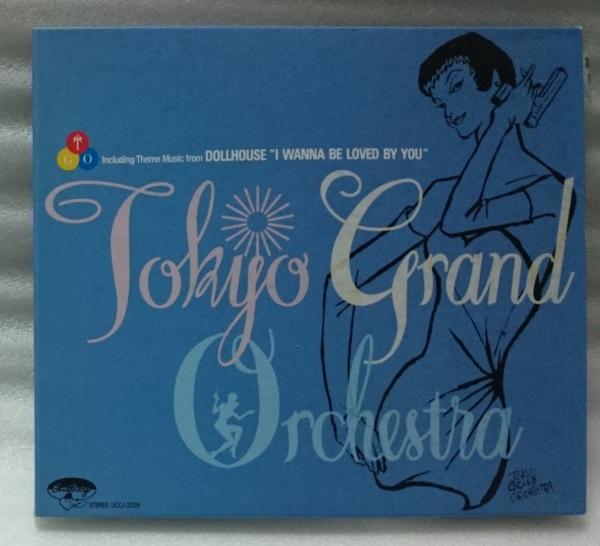 T
G O
Including Theme Music from DOLLHOUSE "I WANNA BE LOVED BY YOU"
Tokyo Grand
Orchestra
TOKYO
GRAND
ORCHESTRA
STEREO UCCJ-2029